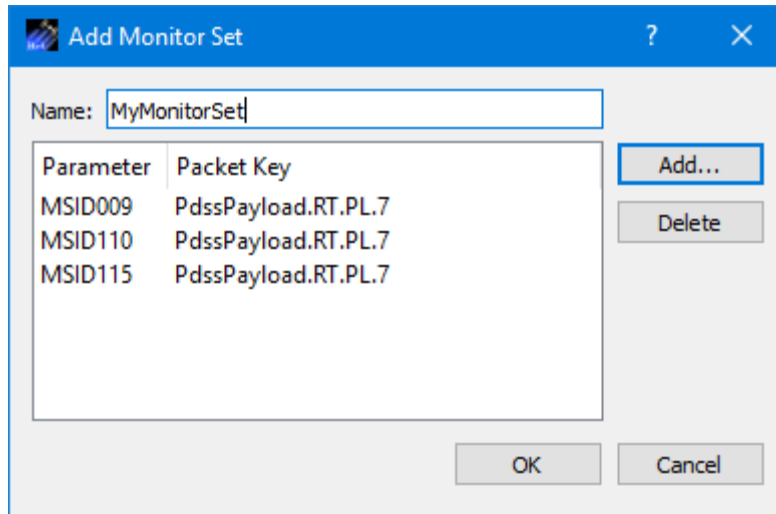 Add Monitor Set ?
Name: MyMonitorSet
Parameter Packet Key
MSID009 PdssPayload.RT.PL.7
MSID110 PdssPayload.RT.PL.7
MSID115 PdssPayload.RT.PL.7
Add...
Delete
OK Cancel